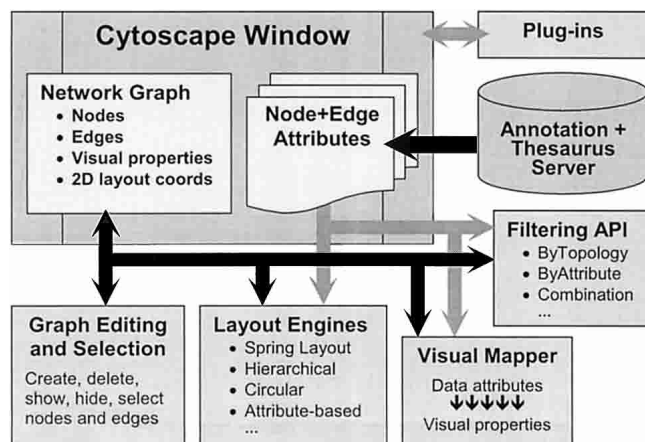 Cytoscape Window
Plug-ins
Network Graph
• Nodes
• Edges
• Visual properties
• 2D layout coords
Node+Edge
Attributes
Annotation +
Thesaurus
Server
Filtering API
• ByTopology
• ByAttribute
• Combination
...
Graph Editing
and Selection
Create, delete,
show, hide, select
nodes and edges
Layout Engines
• Spring Layout
• Hierarchical
• Circular
• Attribute-based
...
Visual Mapper
Data attributes
Visual properties